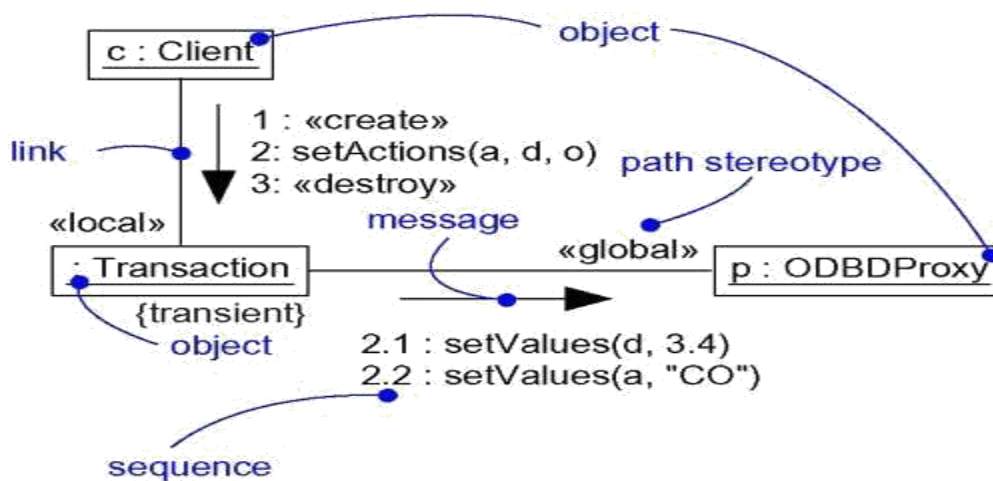 object
c : Client
1 : «create»
link
2: setActions(a, d, o)
path stereotype
3: «destroy»
message
«local»
«global»
: Transaction
p : ODBDProxy
{transient}
object
2.1 : setValues(d, 3.4)
2.2 : setValues(a, "CO")
sequence